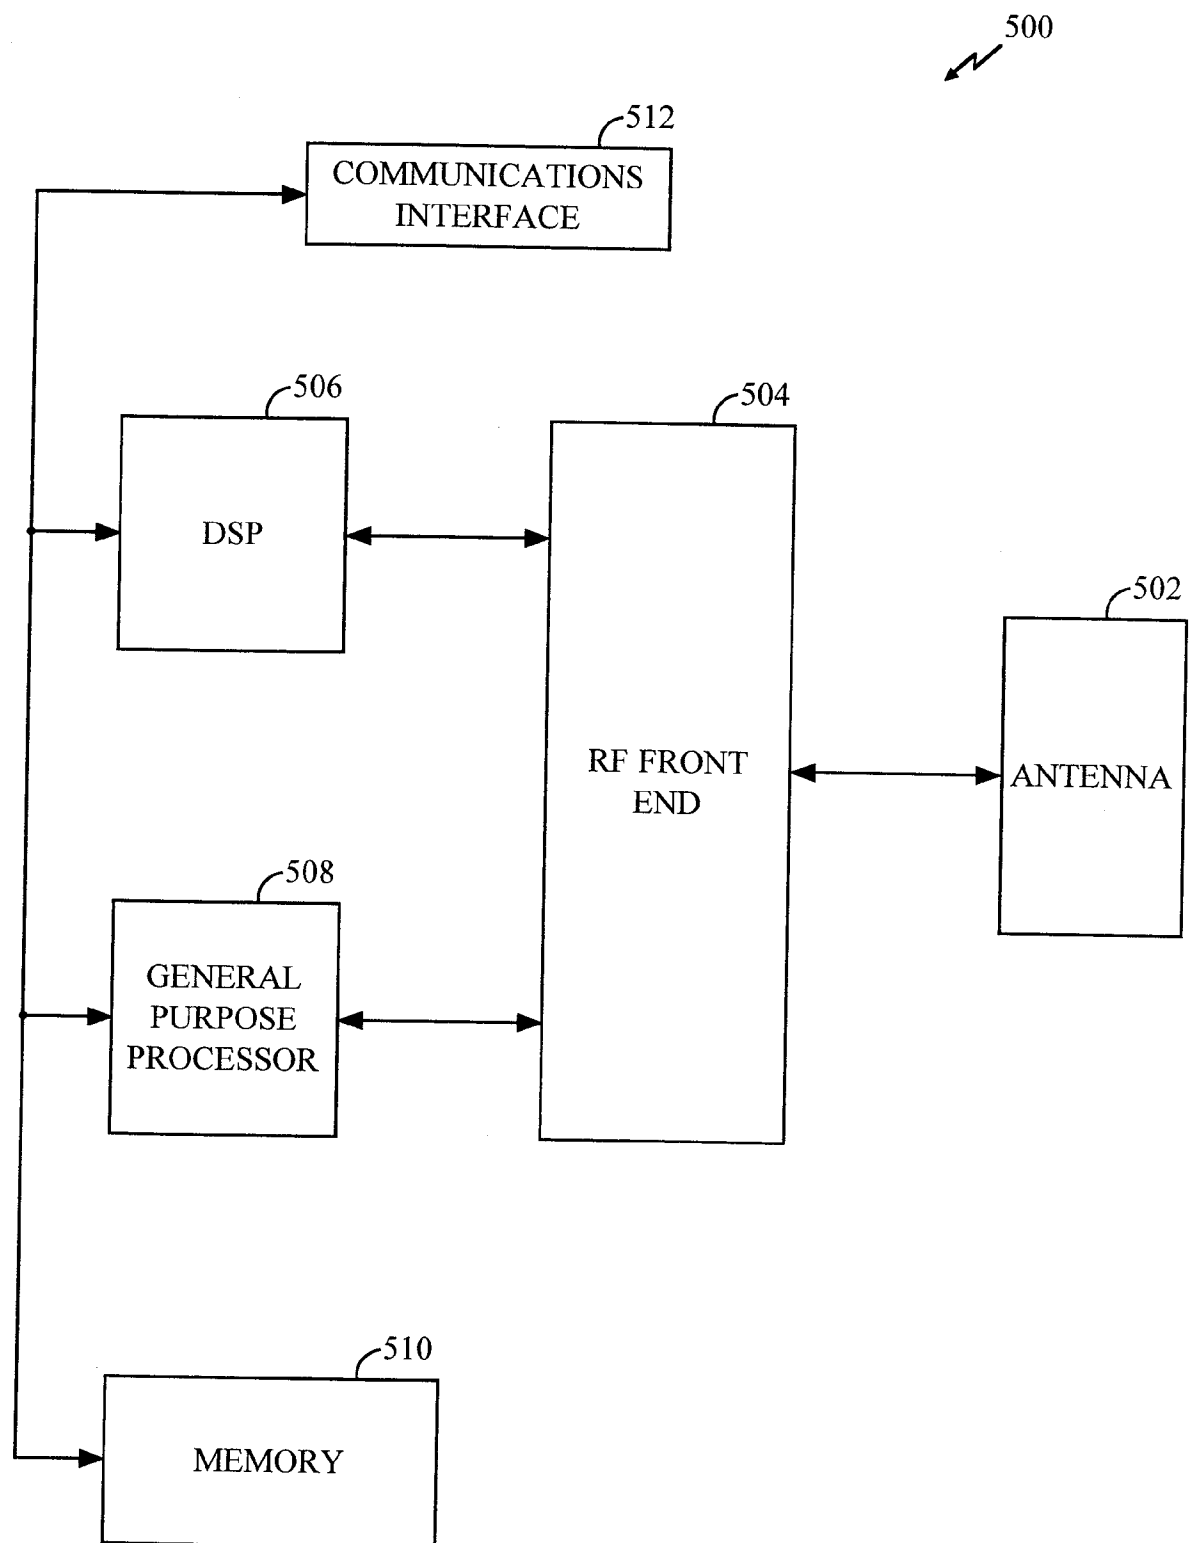 500
512
COMMUNICATIONS
INTERFACE
506
504
DSP
502
RF FRONT
END
ANTENNA
508
GENERAL
PURPOSE
PROCESSOR
510
MEMORY